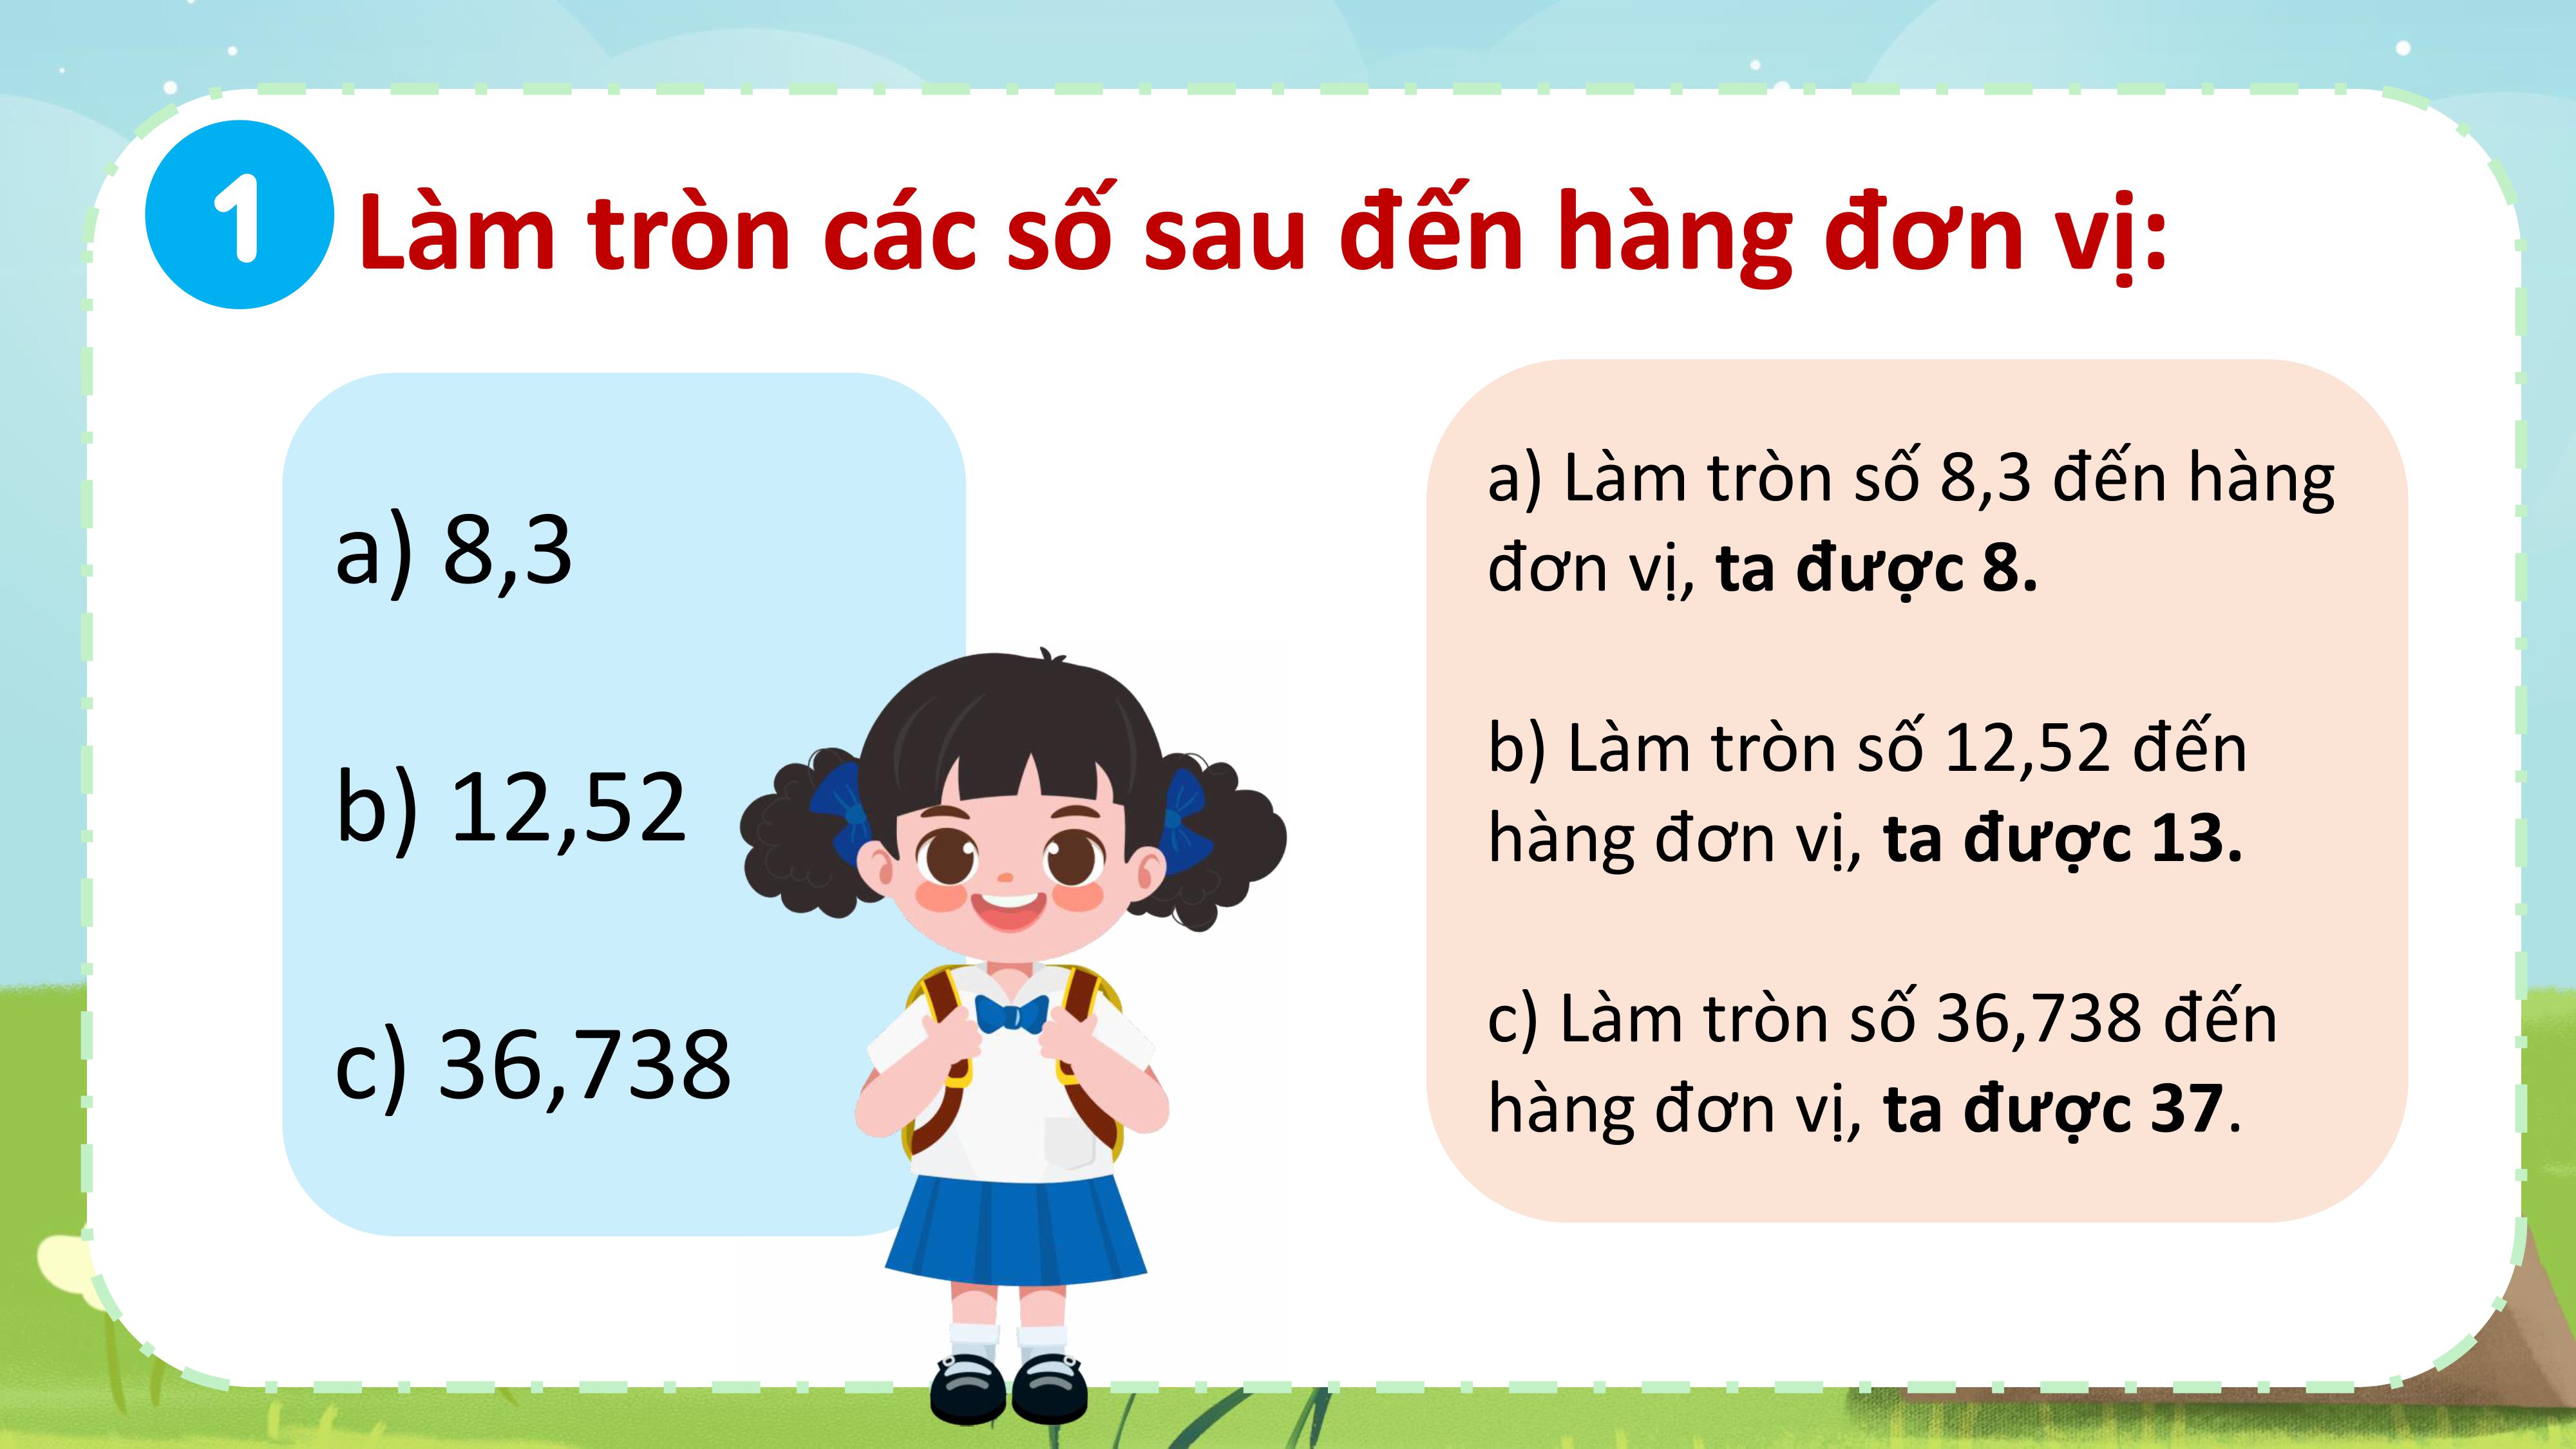 1
Làm tròn các số sau đến hàng đơn vị:
a) 8,3
b) 12,52
c) 36,738
a) Làm tròn số 8,3 đến hàng
đơn vị, ta được 8.
b) Làm tròn số 12,52 đến
hàng đơn vị, ta được 13.
c) Làm tròn số 36,738 đến
hàng đơn vị, ta được 37.